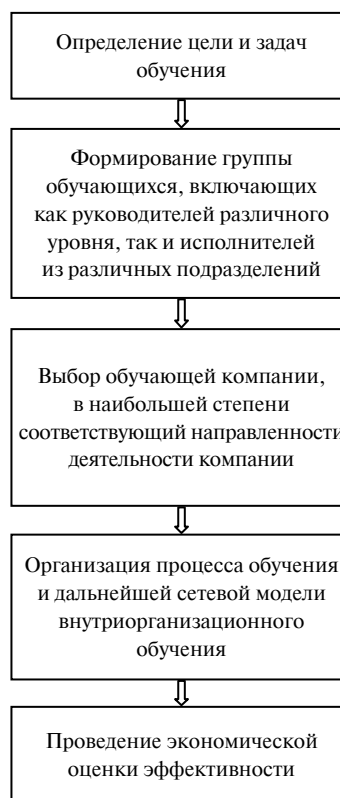 Определение цели и задач
обучения
Формирование группы
обучающихся, включающих
как руководителей различного
уровня, так и исполнителей
из различных подразделений
Выбор обучающей компании,
в наибольшей степени
соответствующий направленности
деятельности компании
Организация процесса обучения
и дальнейшей сетевой модели
внутриорганизационного
обучения
Проведение экономической
оценки эффективности